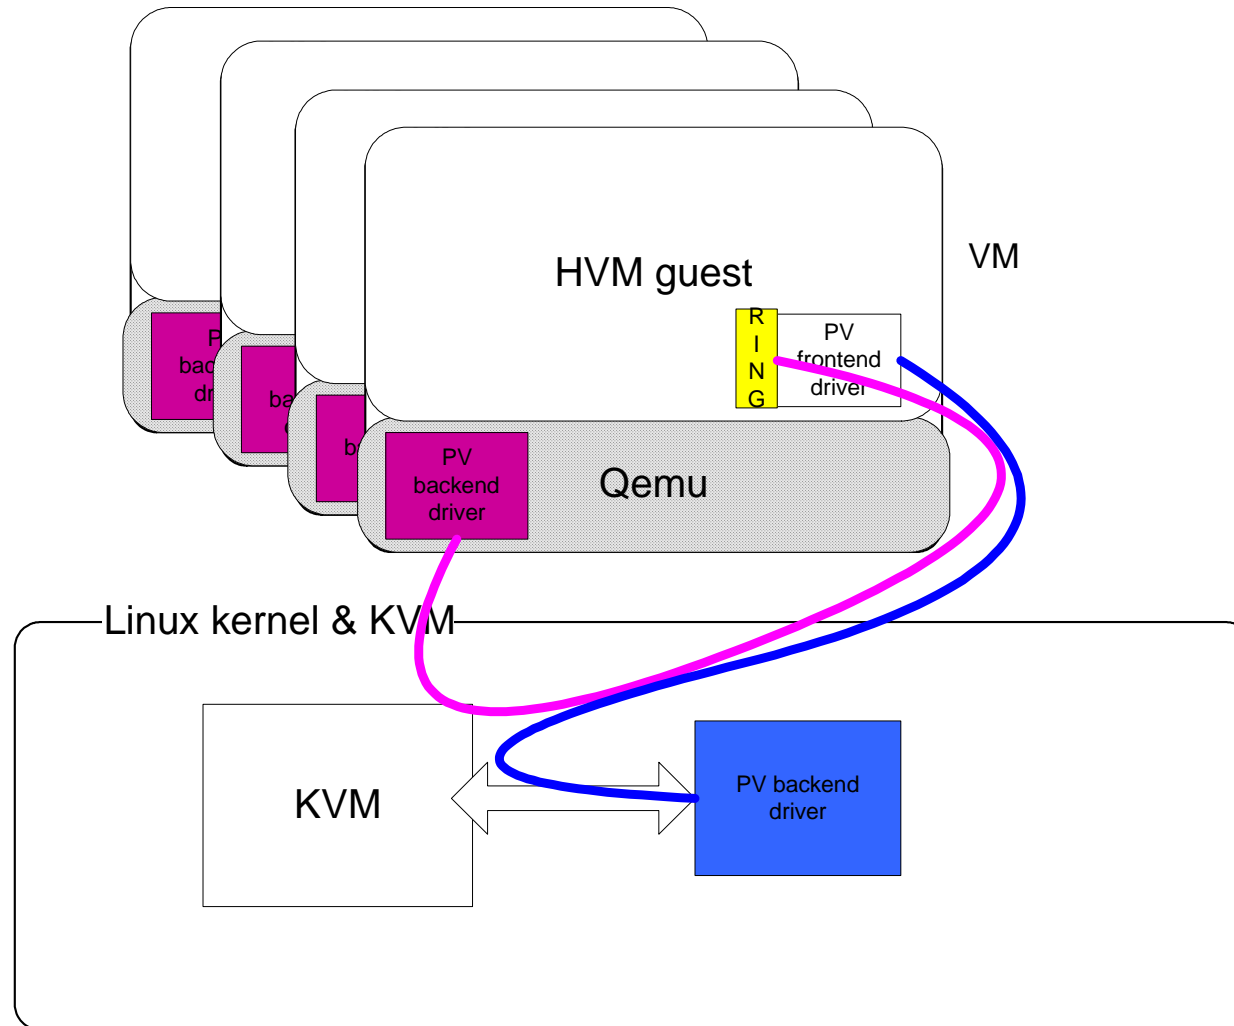 HVM guest
VM
R
I
N
G
PV
frontend
driver
PV
backend
driver
Qemu
Linux kernel & KVM
KVM
PV backend
driver